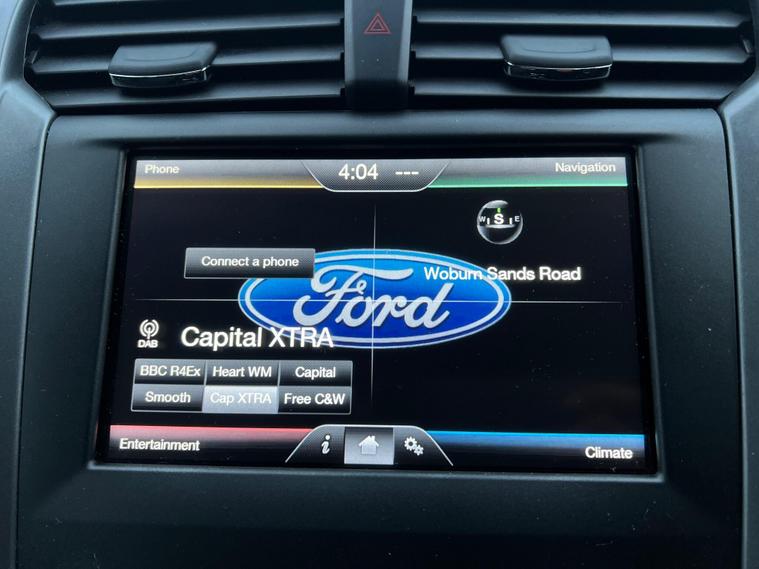 Phone
4:04 ---
Navigation
W S E
Connect a phone
Ford
Woburn Sands Road
DAB
Capital XTRA
BBC R4Ex Heart WM Capital
Smooth Cap XTRA Free C&W
Entertainment
i
Climate